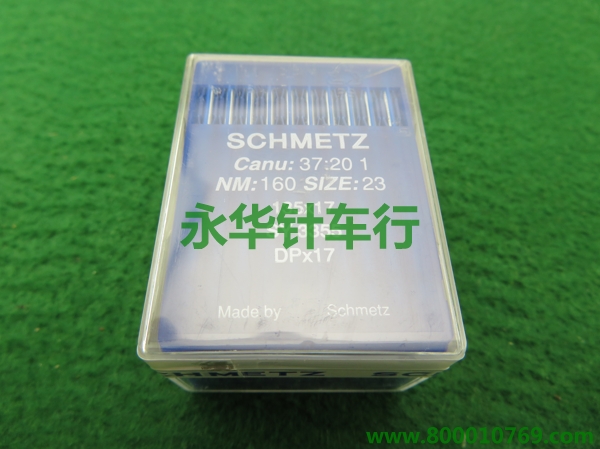 SCHMETZ
Canu: 37:20 1
NM: 160 SIZE: 23
永华针车行
DPx17
Made by Schmetz
SCHMETZ
www.800010769.com